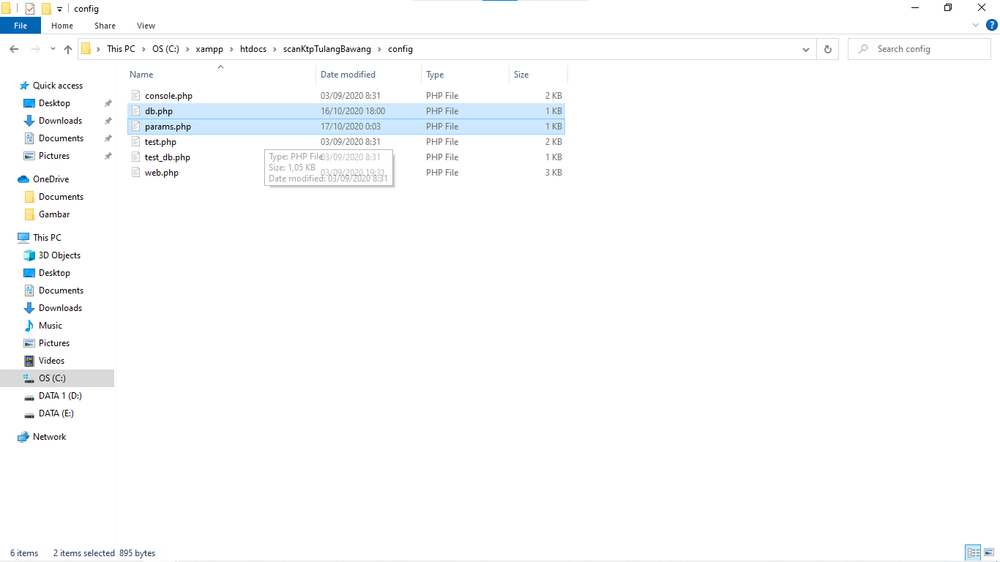 config
File Home Share View
This PC OS (C:) xampp htdocs scanKtpTulangBawang config
Search config
Name Date modified Type Size
Quick access
Desktop
Downloads
Documents
Pictures
OneDrive
Documents
Gambar
This PC
3D Objects
Desktop
Documents
Downloads
Music
Pictures
Videos
OS (C:)
DATA 1 (D:)
DATA (E:)
Network
console.php 03/09/2020 8:31 PHP File 2 KB
db.php 16/10/2020 18:00 PHP File 1 KB
params.php 17/10/2020 0:03 PHP File 1 KB
test.php 03/09/2020 8:31 PHP File 2 KB
test_db.php 03/09/2020 8:31 PHP File 1 KB
web.php 03/09/2020 19:31 PHP File 3 KB
Type: PHP File
Size: 1,05 KB
Date modified: 03/09/2020 8:31
6 items 2 items selected 895 bytes